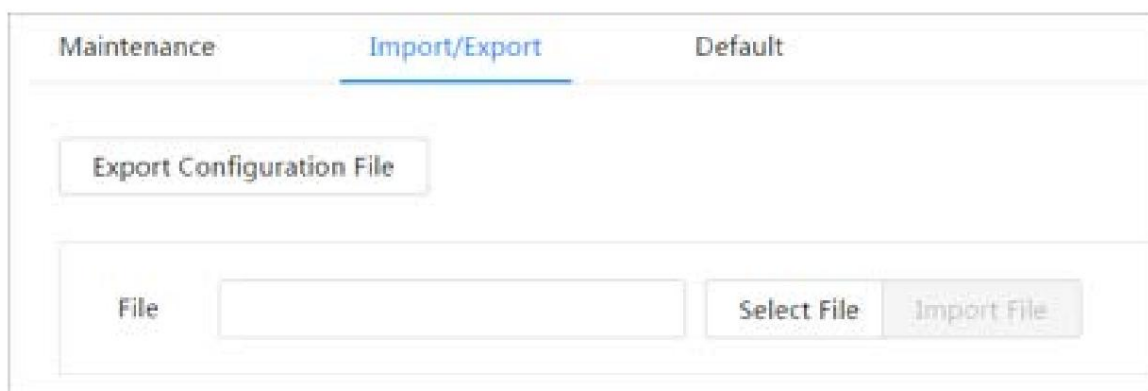 Maintenance Import/Export Default
Export Configuration File
File Select File Import File